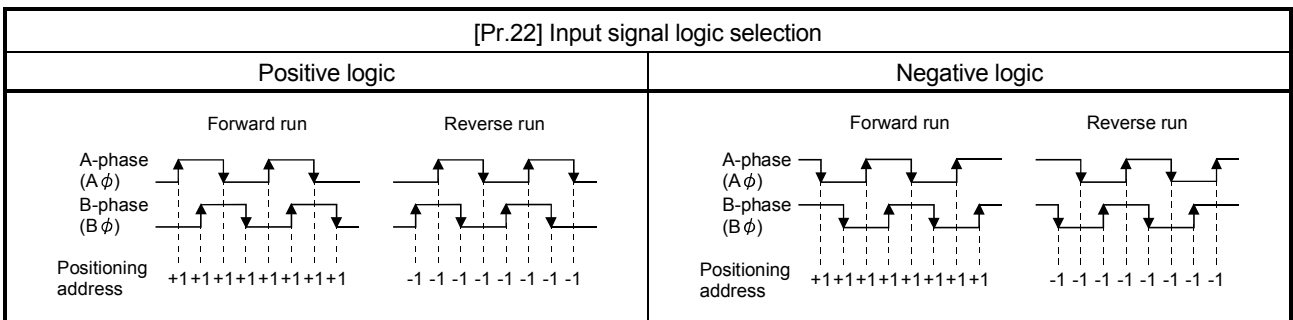 [Pr.22] Input signal logic selection
Positive logic
Negative logic
Forward run
Reverse run
A-phase
(Aϕ)
B-phase
(Bϕ)
Positioning
address
+1+1+1+1+1+1+1+1
-1 -1 -1 -1 -1 -1 -1 -1
Forward run
Reverse run
A-phase
(Aϕ)
B-phase
(Bϕ)
Positioning
address
+1+1+1+1+1+1+1+1
-1 -1 -1 -1 -1 -1 -1 -1